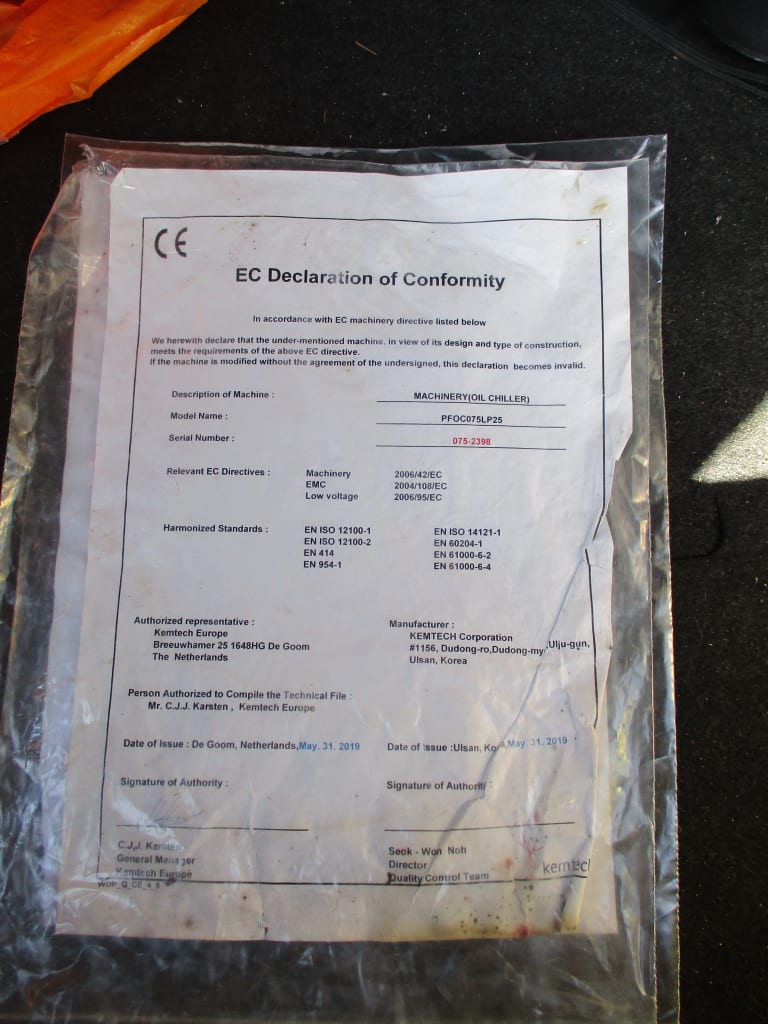 CE
EC Declaration of Conformity
In accordance with EC machinery directive listed below
We herewith declare that the under-mentioned machine, in view of its design and type of construction,
meets the requirements of the above EC directive.
If the machine is modified without the agreement of the undersigned, this declaration becomes invalid.
Description of Machine : MACHINERY(OIL CHILLER)
Model Name : PFOC075LP25
Serial Number : 075-2398
Relevant EC Directives : Machinery 2006/42/EC
EMC 2004/108/EC
Low voltage 2006/95/EC
Harmonized Standards : EN ISO 12100-1 EN ISO 14121-1
EN ISO 12100-2 EN 60204-1
EN 414 EN 61000-6-2
EN 954-1 EN 61000-6-4
Authorized representative :
Kemtech Europe
Breeuwhamer 25 1648HG De Goom
The Netherlands
Manufacturer :
KEMTECH Corporation
#1156, Dudong-ro,Dudong-my ,Ulju-gun,
Ulsan, Korea
Person Authorized to Compile the Technical File :
Mr. C.J.J. Karsten , Kemtech Europe
Date of Issue : De Goom, Netherlands,May. 31. 2019
Date of Issue :Ulsan, Ko a,May. 31. 2019
Signature of Authority :
Signature of Authority :
C.J,J. Karsten
General Manager
Kemtech Europe
Seok - Won Noh
Director
Quality Control Team
kemtech
WDP_Q_CE_4_5